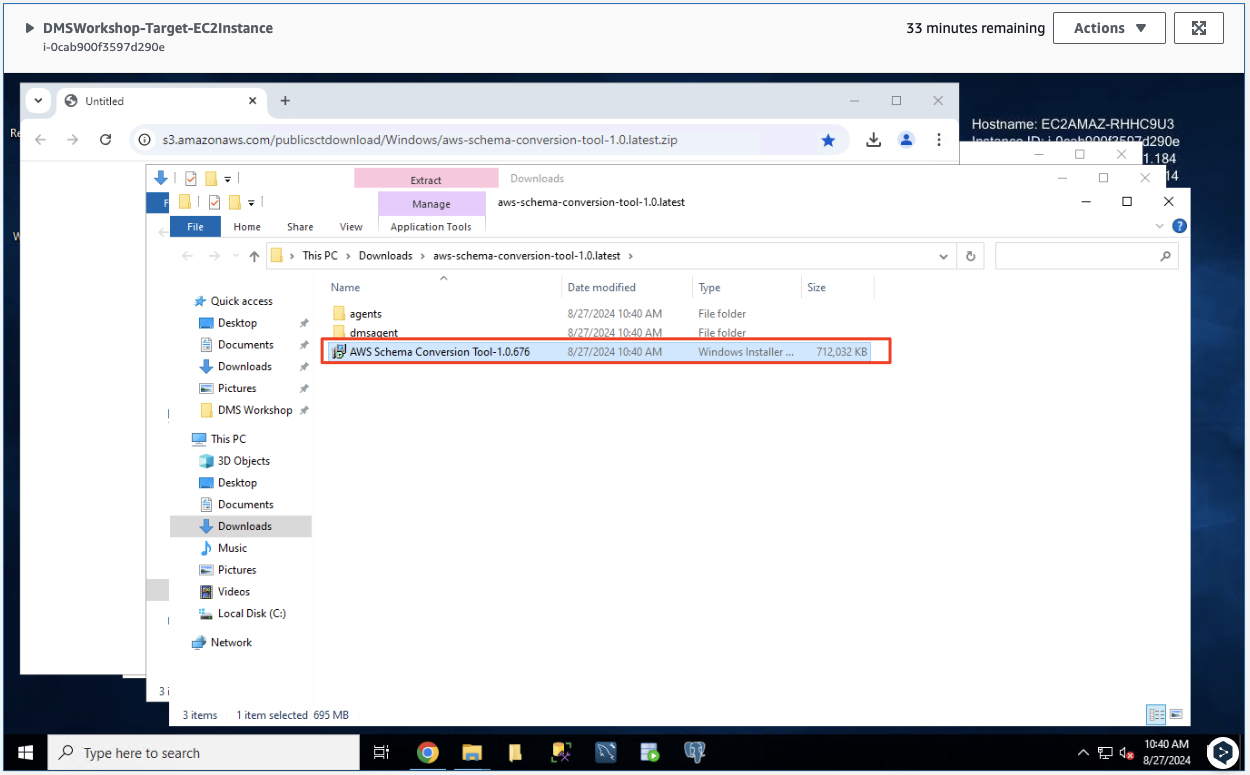 DMSWorkshop-Target-EC2Instance
i-0cab900f3597d290e
33 minutes remaining
Actions
Untitled
s3.amazonaws.com/publicsctdownload/Windows/aws-schema-conversion-tool-1.0.latest.zip
Re
Hostname: EC2AMAZ-RHHC9U3
Instance ID: i-0cab900f3597d290e
1.184
14
Extract
Downloads
F
Manage
aws-schema-conversion-tool-1.0.latest
W
File
Home
Share
View
Application Tools
This PC
Downloads
aws-schema-conversion-tool-1.0.latest
Name
Date modified
Type
Size
Quick access
Desktop
Documents
Downloads
Pictures
DMS Workshop
This PC
3D Objects
Desktop
Documents
Downloads
Music
Pictures
Videos
Local Disk (C:)
Network
agents 8/27/2024 10:40 AM File folder
dmsagent 8/27/2024 10:40 AM File folder
AWS Schema Conversion Tool-1.0.676 8/27/2024 10:40 AM Windows Installer ... 712,032 KB
3 i
3 items 1 item selected 695 MB
Type here to search
10:40 AM
8/27/2024